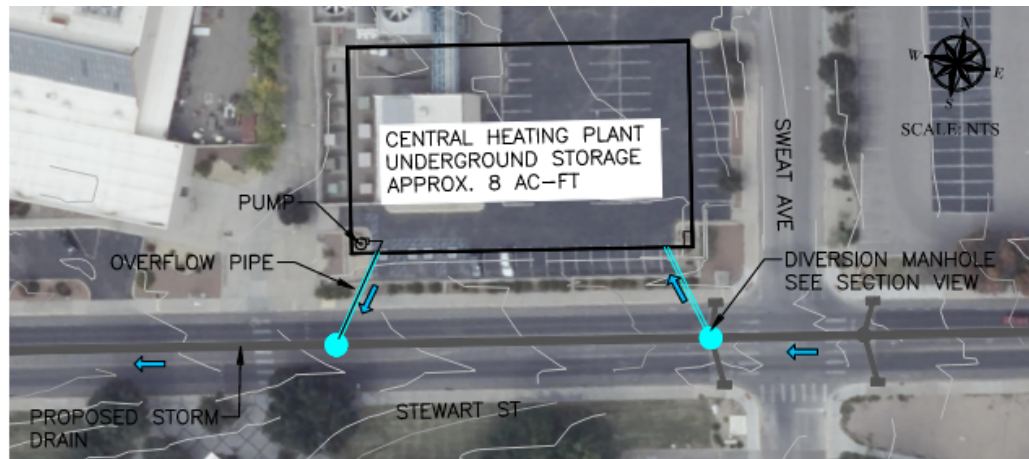 N
W
E
S
SCALE: NTS
CENTRAL HEATING PLANT
UNDERGROUND STORAGE
APPROX. 8 AC-FT
SWEAT AVE
PUMP
OVERFLOW PIPE
DIVERSION MANHOLE
SEE SECTION VIEW
PROPOSED STORM
DRAIN
STEWART ST